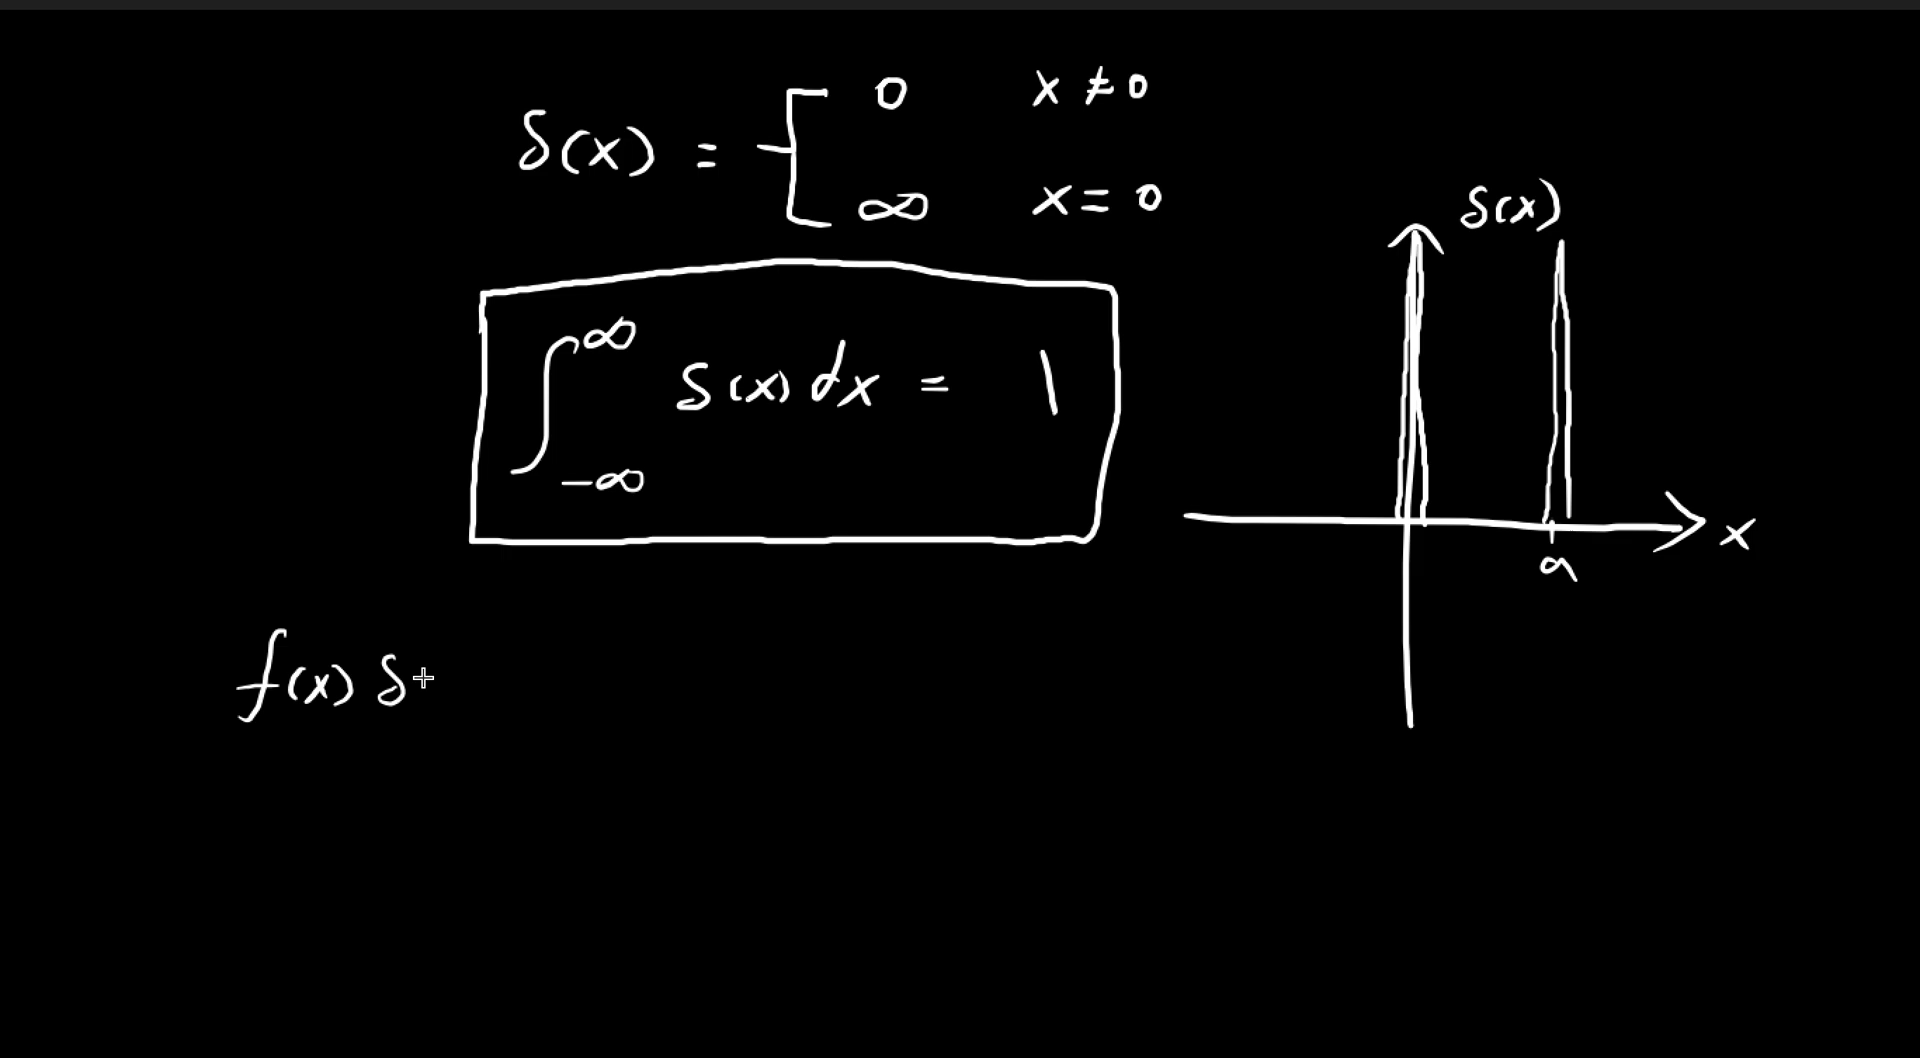 δ(x) = { 0 x ≠ 0
∞ x = 0
∫_{-∞}^{∞} δ(x) dx = 1
δ(x)
x
a
f(x) δ